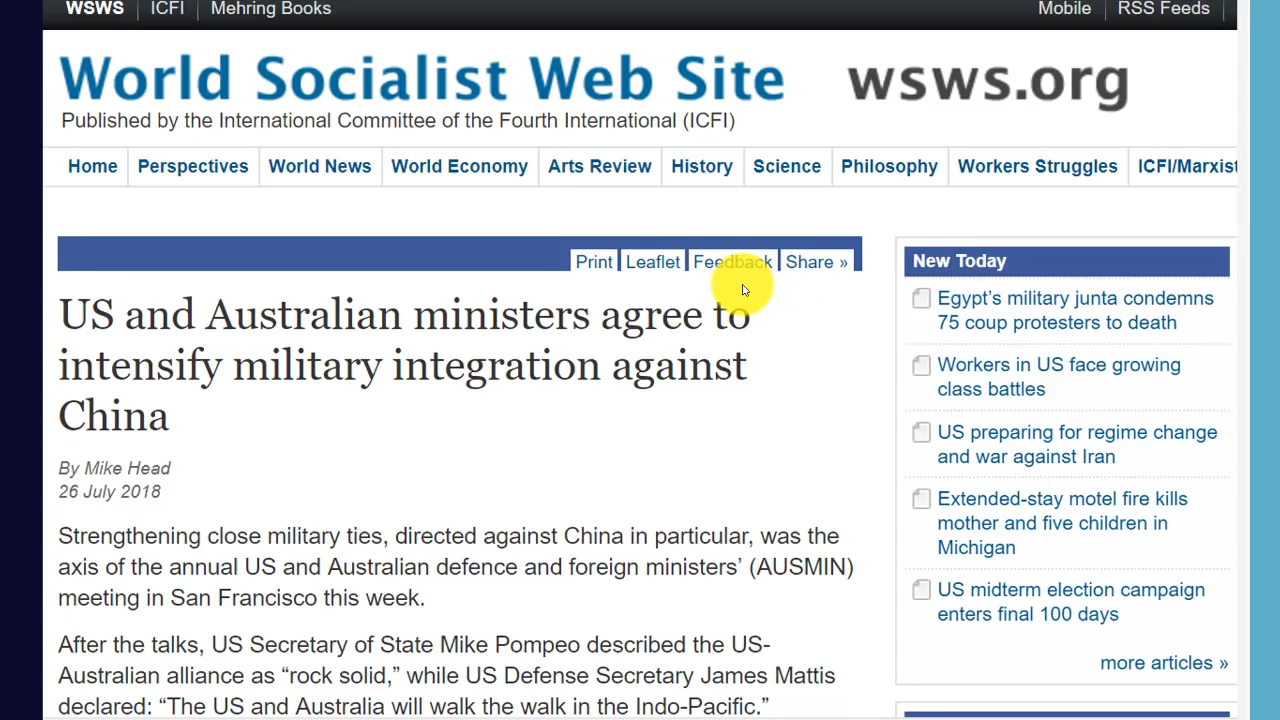 WSWS ICFI Mehring Books Mobile RSS Feeds
World Socialist Web Site wsws.org
Published by the International Committee of the Fourth International (ICFI)
Home Perspectives World News World Economy Arts Review History Science Philosophy Workers Struggles ICFI/Marxist
Print Leaflet Feedback Share »
US and Australian ministers agree to
intensify military integration against
China
By Mike Head
26 July 2018
Strengthening close military ties, directed against China in particular, was the
axis of the annual US and Australian defence and foreign ministers’ (AUSMIN)
meeting in San Francisco this week.
After the talks, US Secretary of State Mike Pompeo described the US-
Australian alliance as “rock solid,” while US Defense Secretary James Mattis
declared: “The US and Australia will walk the walk in the Indo-Pacific.”
New Today
Egypt’s military junta condemns
75 coup protesters to death
Workers in US face growing
class battles
US preparing for regime change
and war against Iran
Extended-stay motel fire kills
mother and five children in
Michigan
US midterm election campaign
enters final 100 days
more articles »